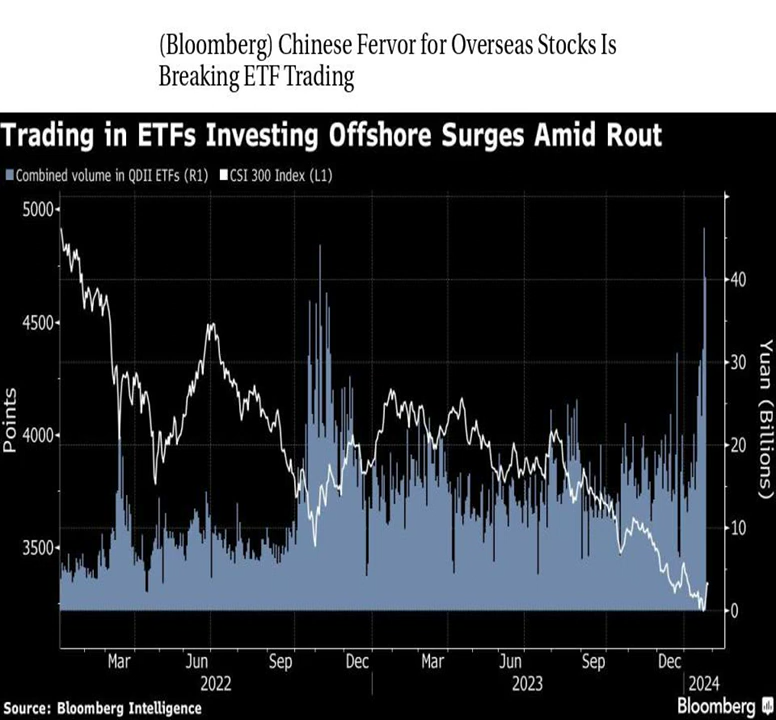 (Bloomberg) Chinese Fervor for Overseas Stocks Is
Breaking ETF Trading
Trading in ETFs Investing Offshore Surges Amid Rout
Combined volume in QDII ETFs (R1) CSI 300 Index (L1)
5000
4500
4000
3500
Points
40
30
20
10
0
Yuan (Billions)
Mar Jun Sep Dec Mar Jun Sep Dec
2022 2023 2024
Source: Bloomberg Intelligence
Bloomberg